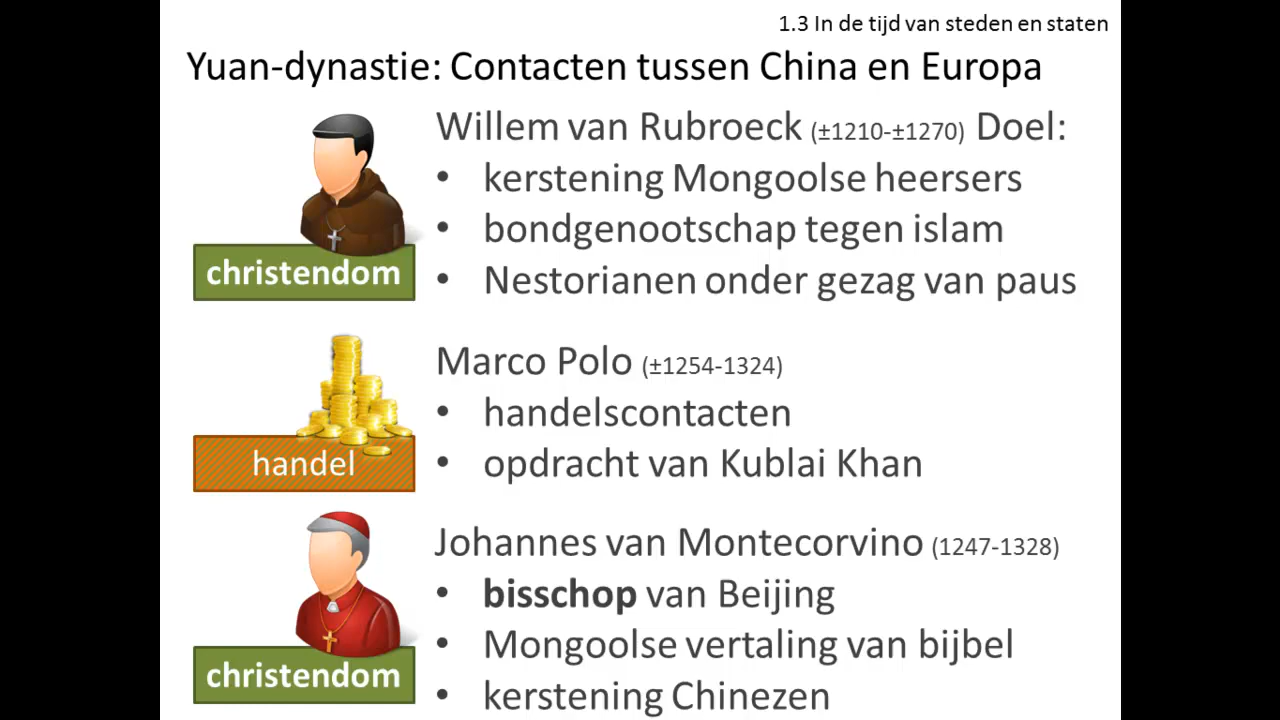 1.3 In de tijd van steden en staten
Yuan-dynastie: Contacten tussen China en Europa
Willem van Rubroeck (±1210-±1270) Doel:
• kerstening Mongoolse heersers
• bondgenootschap tegen islam
• Nestorianen onder gezag van paus
christendom
Marco Polo (±1254-1324)
• handelscontacten
• opdracht van Kublai Khan
handel
Johannes van Montecorvino (1247-1328)
• bisschop van Beijing
• Mongoolse vertaling van bijbel
• kerstening Chinezen
christendom